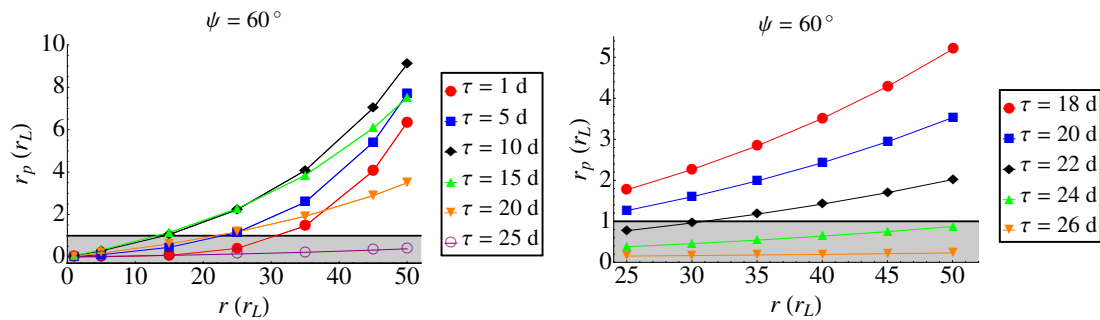 ψ = 60°
10
8
6
4
2
0
r_p (r_L)
0 10 20 30 40 50
r (r_L)
τ = 1 d
τ = 5 d
τ = 10 d
τ = 15 d
τ = 20 d
τ = 25 d
ψ = 60°
5
4
3
2
1
0
r_p (r_L)
25 30 35 40 45 50
r (r_L)
τ = 18 d
τ = 20 d
τ = 22 d
τ = 24 d
τ = 26 d